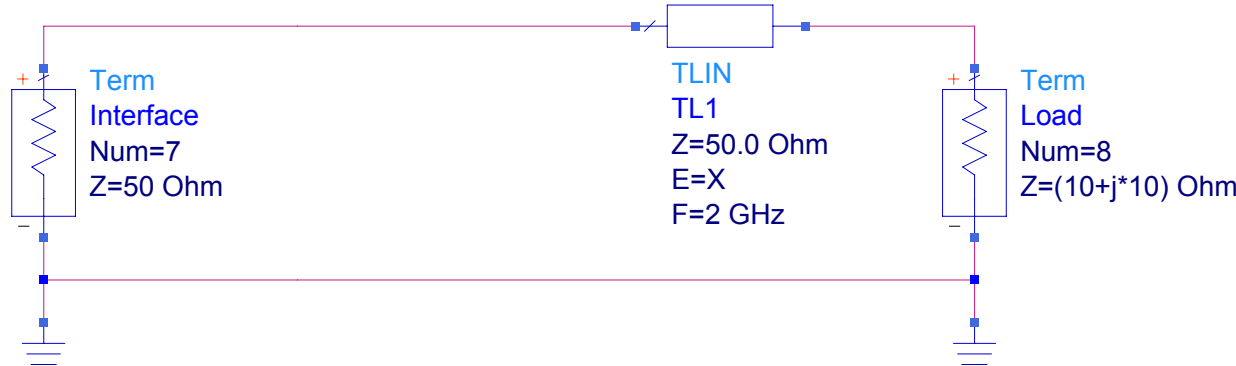 +
Term
Interface
Num=7
Z=50 Ohm
−
TLIN
TL1
Z=50.0 Ohm
E=X
F=2 GHz
+
Term
Load
Num=8
Z=(10+j*10) Ohm
−